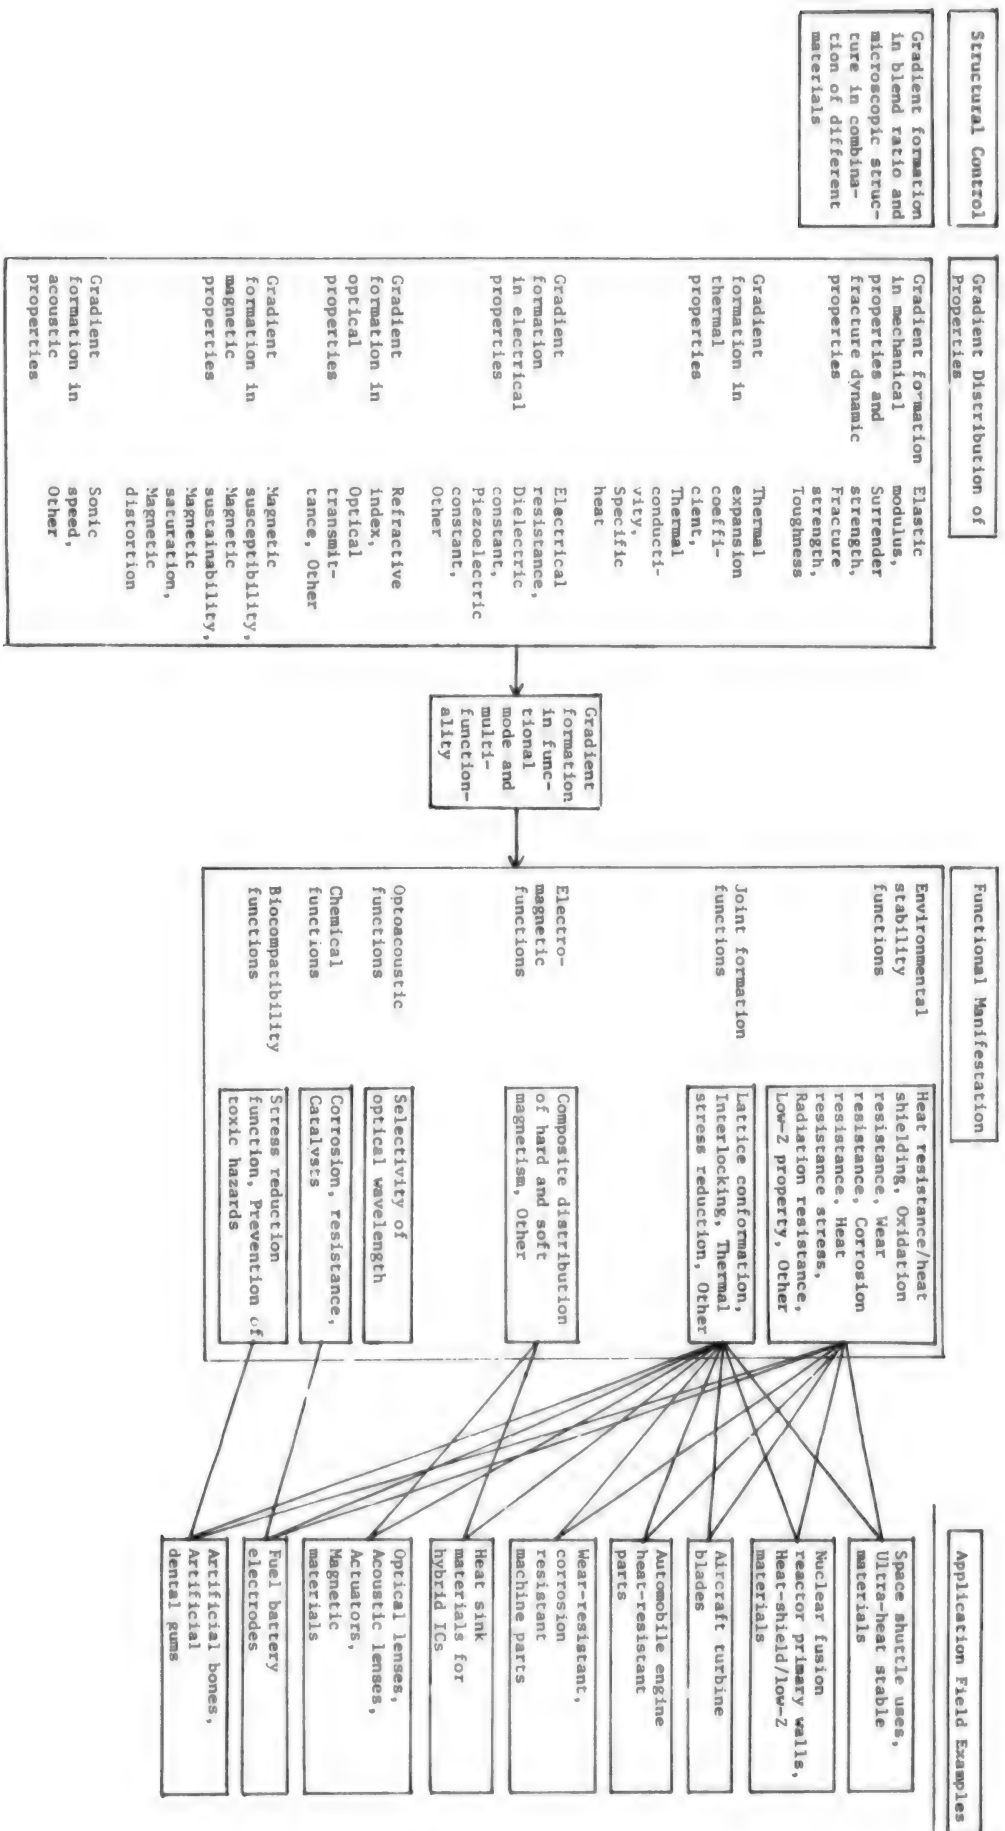 Structural Control
Gradient formation
in blend ratio and
microscopic struc-
ture in combina-
tion of different
materials
Gradient Distribution of
Properties
Gradient formation
in mechanical
properties and
fracture dynamic
properties
Elastic
modulus,
Surrender
strength,
Fracture
strength,
Toughness
Gradient
formation in
thermal
properties
Thermal
expansion
coeffi-
cient,
Thermal
conducti-
vity,
Specific
heat
Gradient
formation
in electrical
properties
Electrical
resistance,
Dielectric
constant,
Piezoelectric
constant,
Other
Gradient
formation in
optical
properties
Refractive
index,
Optical
transmit-
tance, Other
Gradient
formation in
magnetic
properties
Magnetic
susceptibility,
Magnetic
sustainability,
Magnetic
saturation,
Magnetic
distortion
Gradient
formation in
acoustic
properties
Sonic
speed,
Other
Gradient
formation
in func-
tional
mode and
multi-
function-
ality
Functional Manifestation
Environmental
stability
functions
Heat resistance/heat
shielding, Oxidation
resistance, Wear
resistance, Corrosion
resistance, Heat
resistance stress,
Radiation resistance,
Low-Z property, Other
Joint formation
functions
Lattice conformation,
Interlocking, Thermal
stress reduction, Other
Electro-
magnetic
functions
Composite distribution
of hard and soft
magnetism, Other
Optoacoustic
functions
Selectivity of
optical wavelength
Chemical
functions
Corrosion, resistance,
Catalysts
Biocompatibility
functions
Stress reduction
function, Prevention of
toxic hazards
Application Field Examples
Space shuttle uses,
Ultra-heat stable
materials
Nuclear fusion
reactor primary walls,
Heat-shield/low-Z
materials
Aircraft turbine
blades
Automobile engine
heat-resistant
parts
Wear-resistant,
corrosion
resistant
machine parts
Heat sink
materials for
hybrid ICs
Optical lenses,
Acoustic lenses,
Actuators,
Magnetic
materials
Fuel battery
electrodes
Artificial bones,
Artificial
dental gums